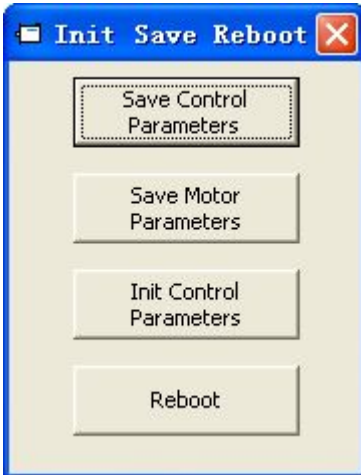 Init Save Reboot
Save Control
Parameters
Save Motor
Parameters
Init Control
Parameters
Reboot